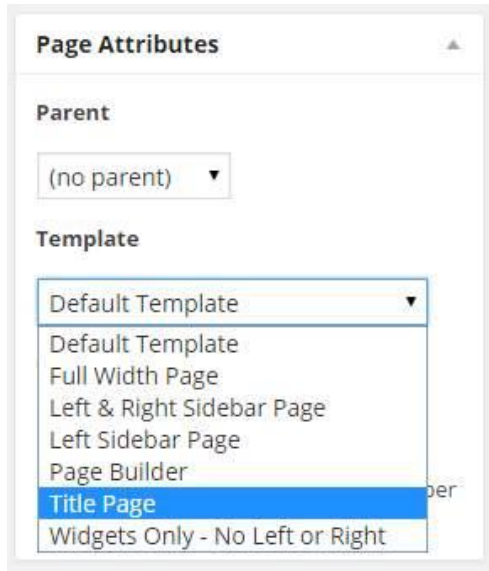 Page Attributes
Parent
(no parent)
Template
Default Template
Default Template
Full Width Page
Left & Right Sidebar Page
Left Sidebar Page
Page Builder
Title Page
Widgets Only - No Left or Right